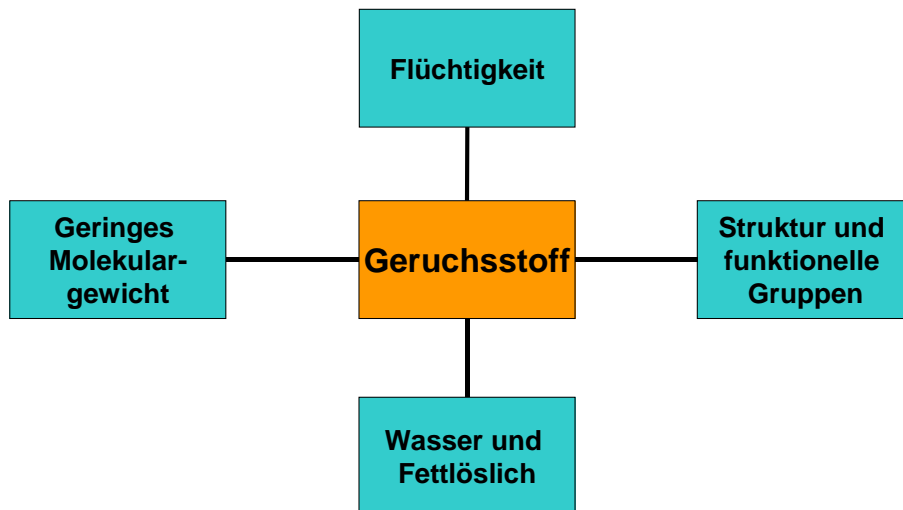 Flüchtigkeit
Geringes
Molekular-
gewicht
Geruchsstoff
Struktur und
funktionelle
Gruppen
Wasser und
Fettlöslich